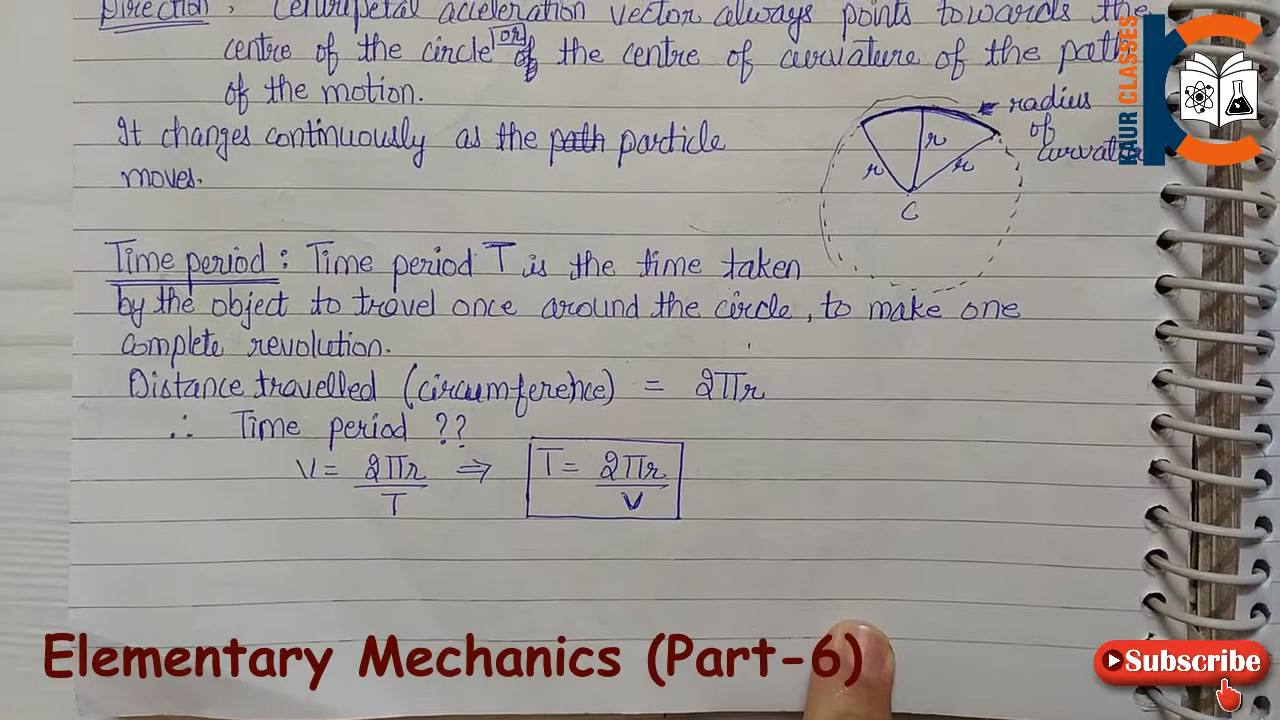 Direction : Centripetal acceleration vector always points towards the
centre of the circle or of the centre of curvature of the path
of the motion.
It changes continuously as the path particle
moves.
radius
of
curvature
r
r
r
C
Time period : Time period T is the time taken
by the object to travel once around the circle, to make one
complete revolution.
Distance travelled (circumference) = 2πr
∴ Time period ??
V = 2πr/T ⇒ T = 2πr/V
KAUR CLASSES
Elementary Mechanics (Part-6)
Subscribe